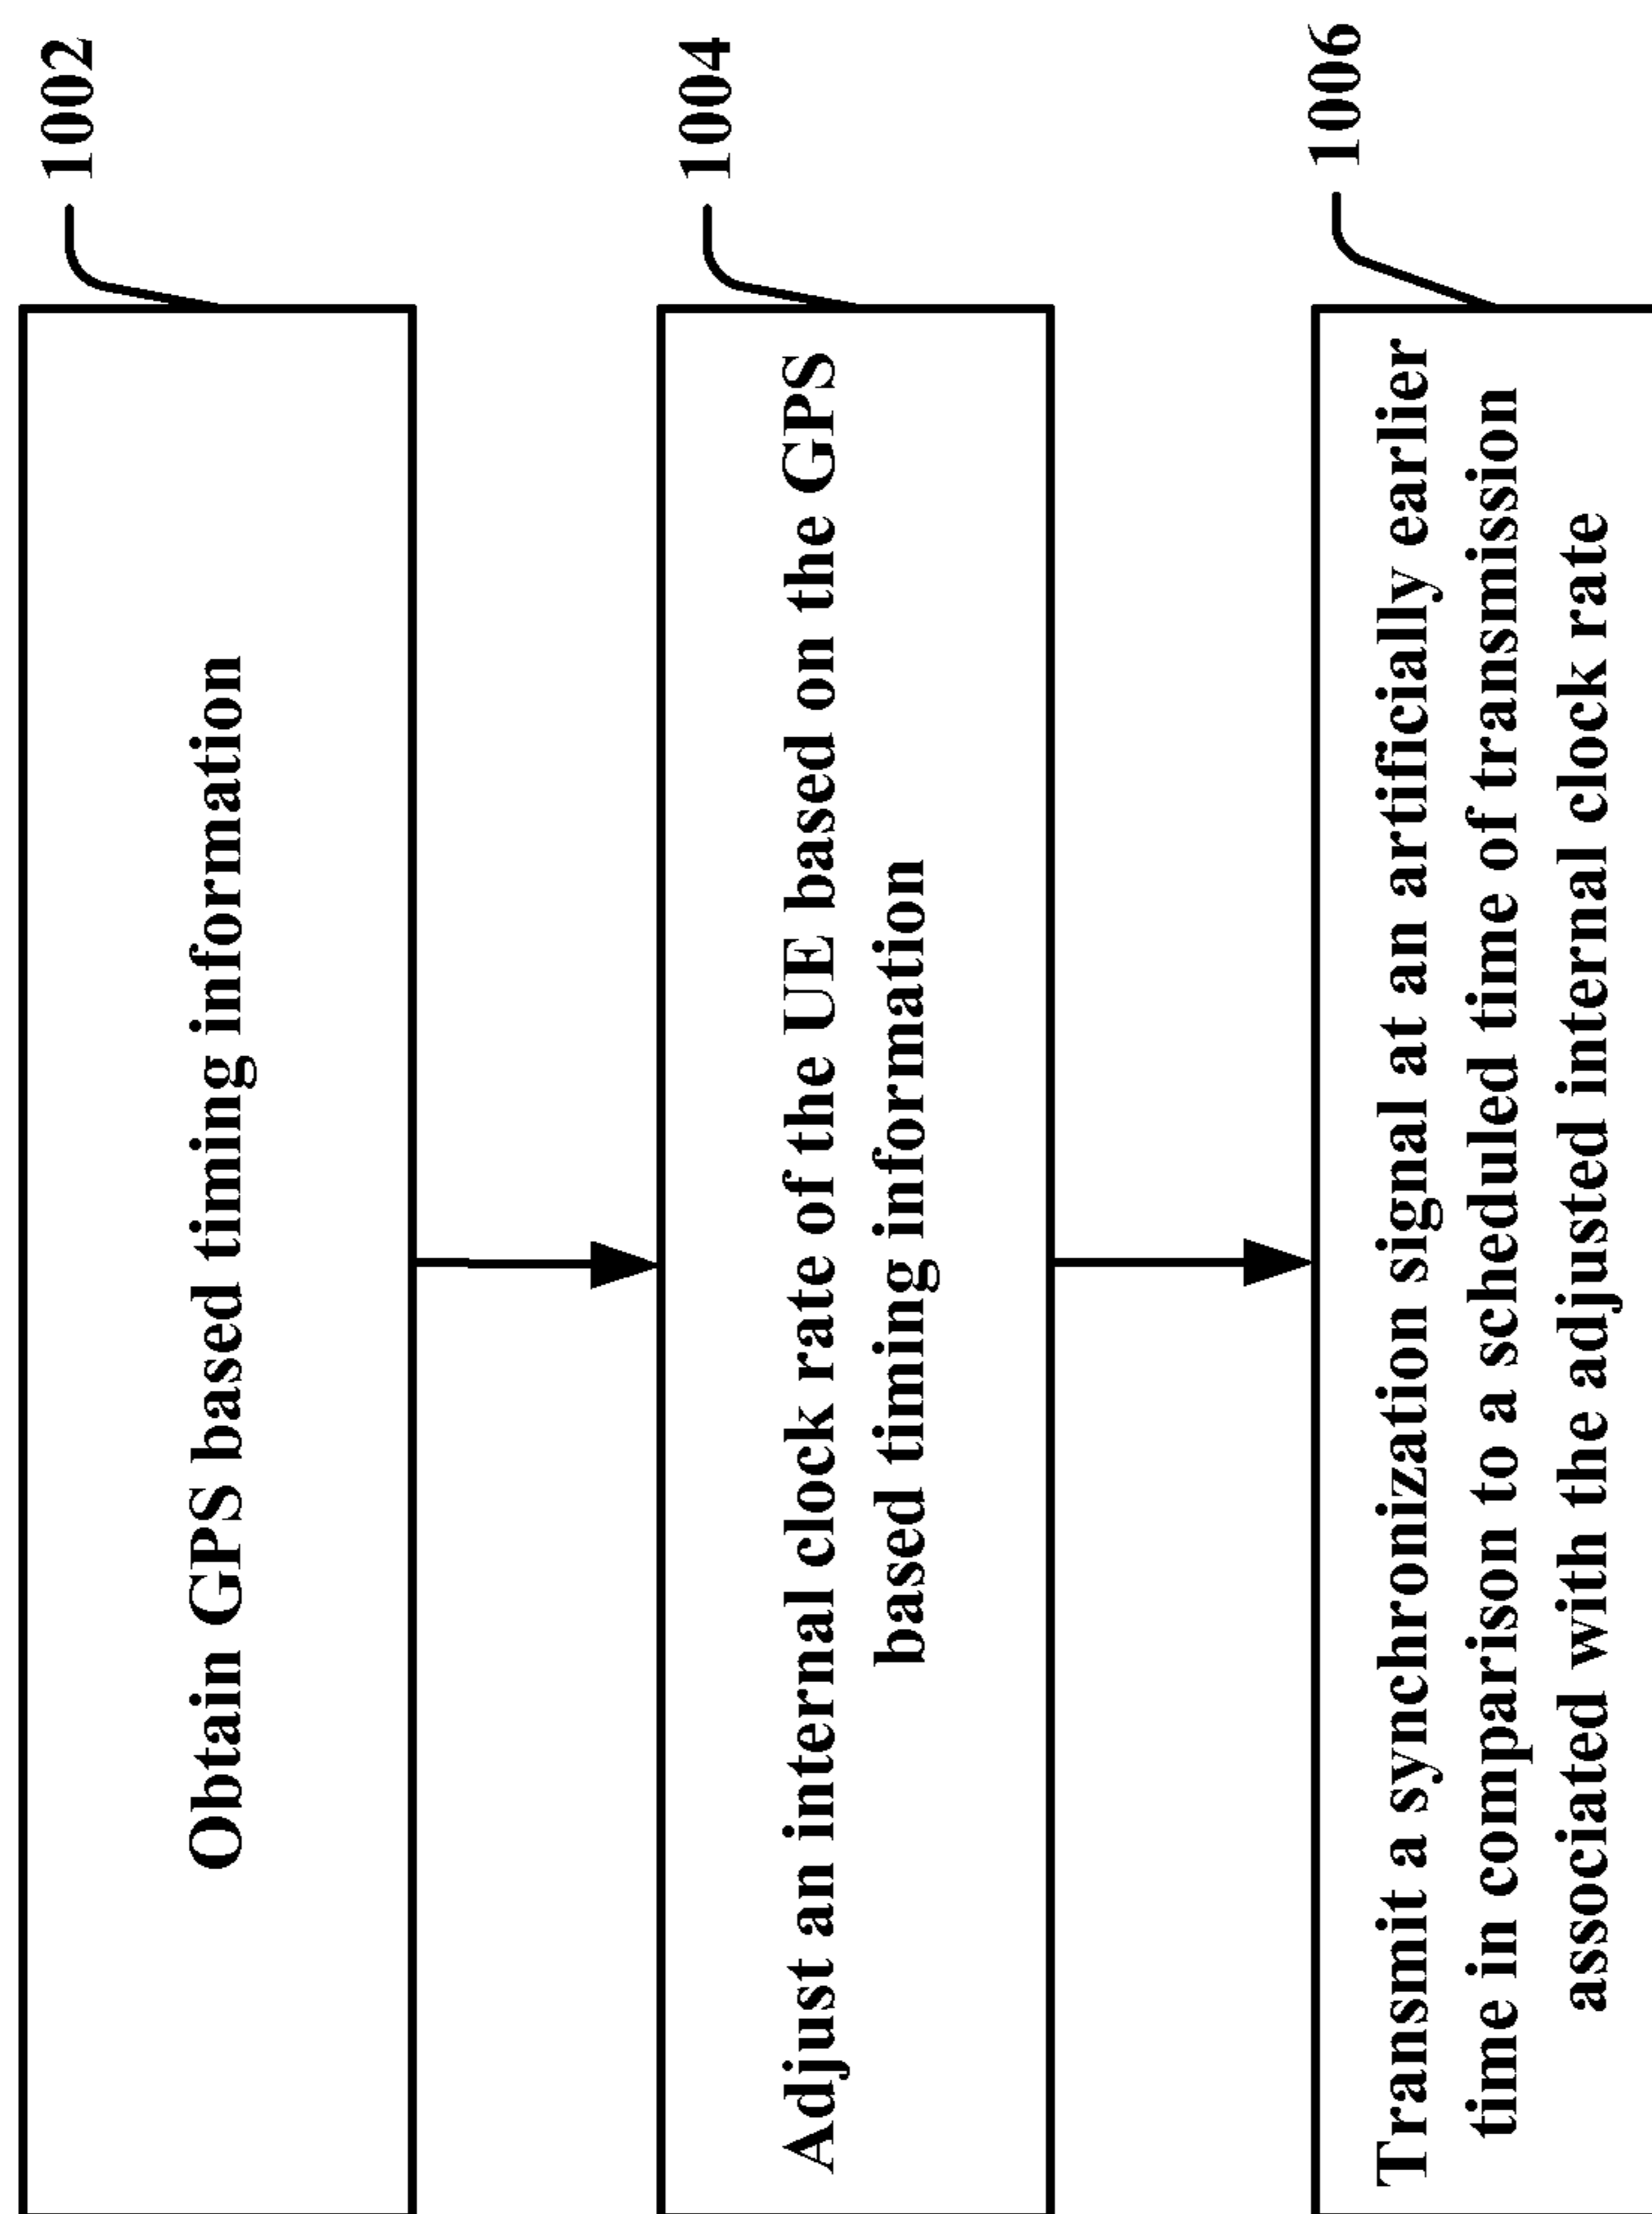 1002
Obtain GPS based timing information
1004
Adjust an internal clock rate of the UE based on the GPS
based timing information
1006
Transmit a synchronization signal at an artificially earlier
time in comparison to a scheduled time of transmission
associated with the adjusted internal clock rate